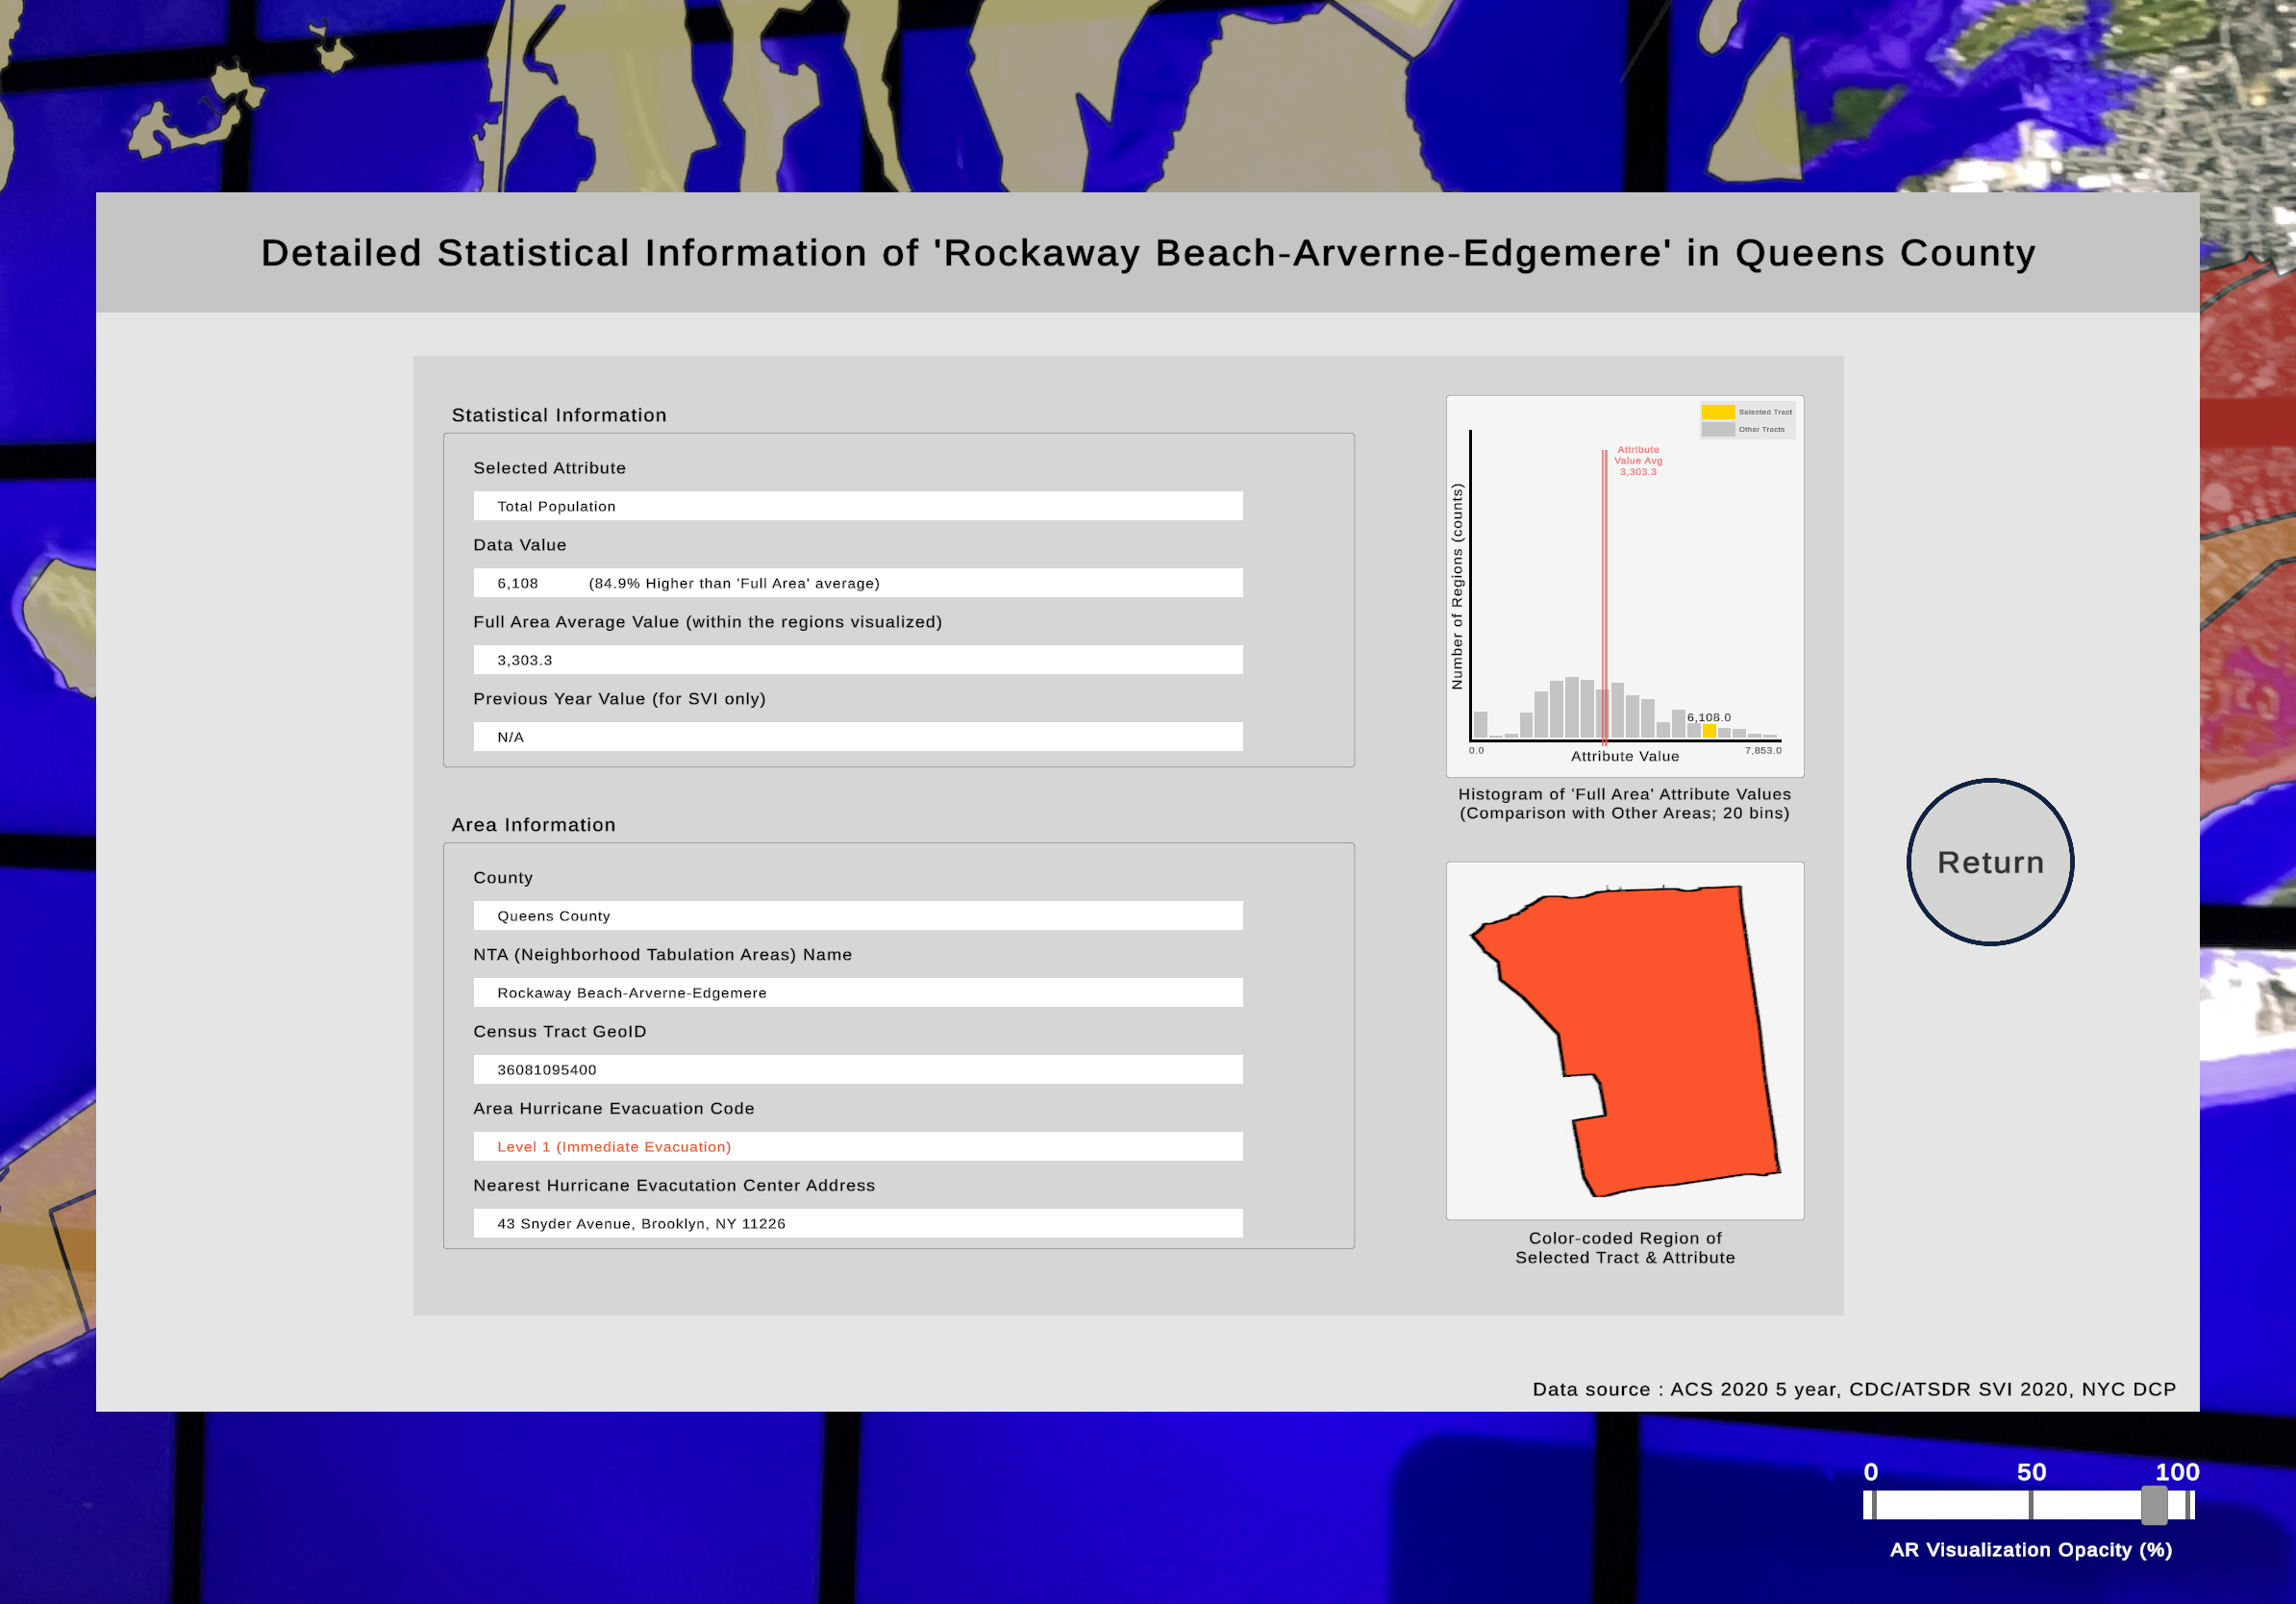 Detailed Statistical Information of 'Rockaway Beach-Arverne-Edgemere' in Queens County
Statistical Information
Selected Attribute
Total Population
Data Value
6,108 (84.9% Higher than 'Full Area' average)
Full Area Average Value (within the regions visualized)
3,303.3
Previous Year Value (for SVI only)
N/A
Area Information
County
Queens County
NTA (Neighborhood Tabulation Areas) Name
Rockaway Beach-Arverne-Edgemere
Census Tract GeoID
36081095400
Area Hurricane Evacuation Code
Level 1 (Immediate Evacuation)
Nearest Hurricane Evacutation Center Address
43 Snyder Avenue, Brooklyn, NY 11226
Selected Tract
Other Tracts
Attribute
Value Avg
3,303.3
Number of Regions (counts)
6,108.0
0.0
7,853.0
Attribute Value
Histogram of 'Full Area' Attribute Values
(Comparison with Other Areas; 20 bins)
Color-coded Region of
Selected Tract & Attribute
Return
Data source : ACS 2020 5 year, CDC/ATSDR SVI 2020, NYC DCP
0 50 100
AR Visualization Opacity (%)